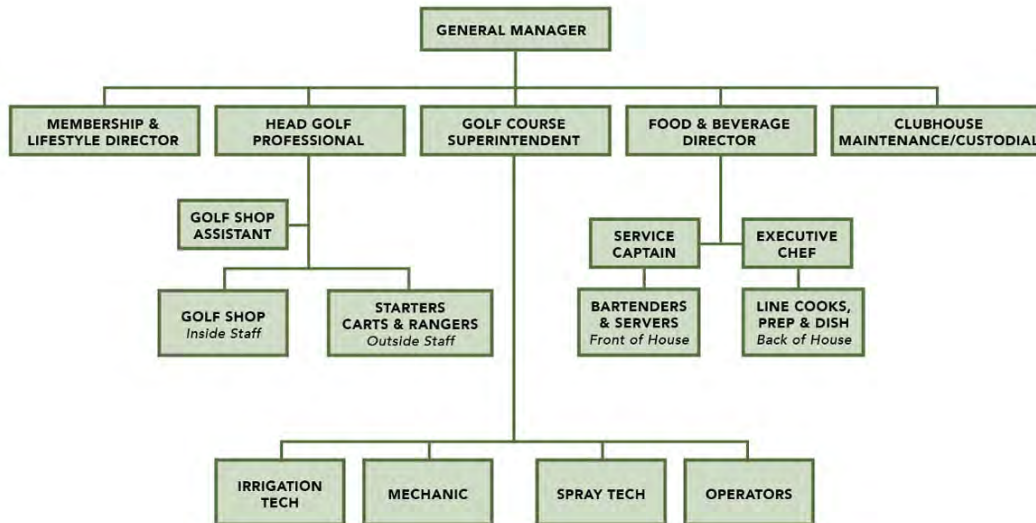 GENERAL MANAGER
MEMBERSHIP &
LIFESTYLE DIRECTOR
HEAD GOLF
PROFESSIONAL
GOLF COURSE
SUPERINTENDENT
FOOD & BEVERAGE
DIRECTOR
CLUBHOUSE
MAINTENANCE/CUSTODIAL
GOLF SHOP
ASSISTANT
SERVICE
CAPTAIN
EXECUTIVE
CHEF
GOLF SHOP
Inside Staff
STARTERS
CARTS & RANGERS
Outside Staff
BARTENDERS
& SERVERS
Front of House
LINE COOKS,
PREP & DISH
Back of House
IRRIGATION
TECH
MECHANIC
SPRAY TECH
OPERATORS